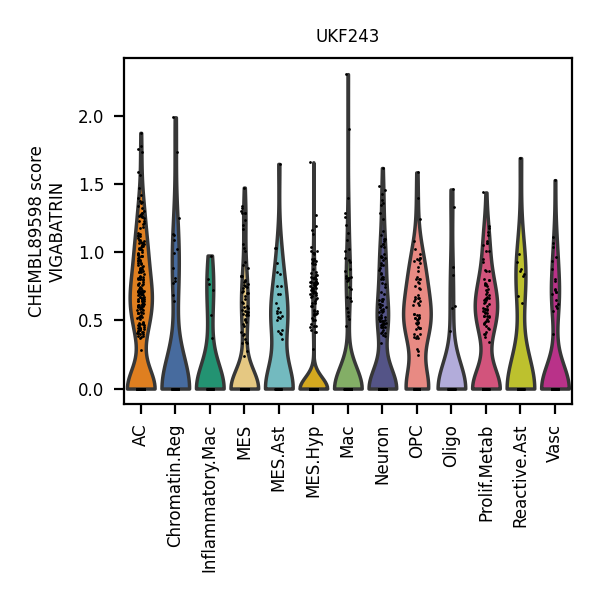 UKF243
CHEMBL89598 score
VIGABATRIN
2.0
1.5
1.0
0.5
0.0
AC
Chromatin.Reg
Inflammatory.Mac
MES
MES.Ast
MES.Hyp
Mac
Neuron
OPC
Oligo
Prolif.Metab
Reactive.Ast
Vasc